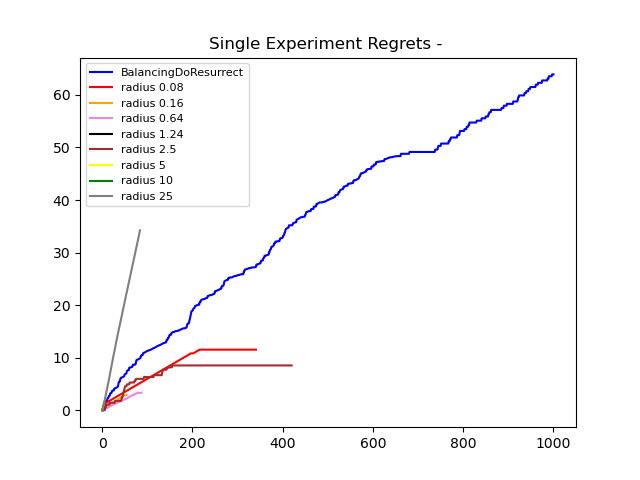 Single Experiment Regrets -
BalancingDoResurrect
radius 0.08
radius 0.16
radius 0.64
radius 1.24
radius 2.5
radius 5
radius 10
radius 25
60
50
40
30
20
10
0
0 200 400 600 800 1000